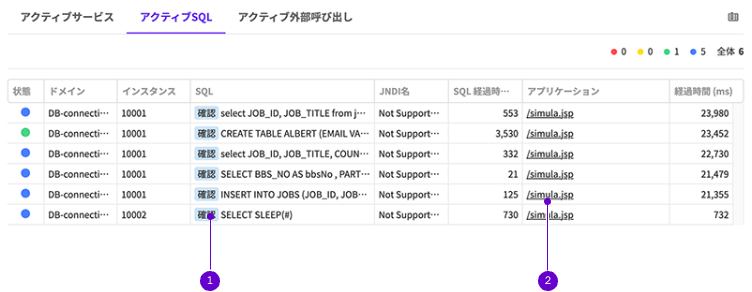 アクティブサービス アクティブSQL アクティブ外部呼び出し
0 0 1 5 全体 6
状態 ドメイン インスタンス SQL JNDI名 SQL 経過時… アプリケーション 経過時間 (ms)
DB-connecti… 10001 確認 select JOB_ID, JOB_TITLE from j… Not Support… 553 /simula.jsp 23,980
DB-connecti… 10001 確認 CREATE TABLE ALBERT (EMAIL VA… Not Support… 3,530 /simula.jsp 23,452
DB-connecti… 10001 確認 select JOB_ID, JOB_TITLE, COUN… Not Support… 332 /simula.jsp 22,730
DB-connecti… 10001 確認 SELECT BBS_NO AS bbsNo , PART… Not Support… 21 /simula.jsp 21,479
DB-connecti… 10001 確認 INSERT INTO JOBS (JOB_ID, JOB… Not Support… 125 /simula.jsp 21,355
DB-connecti… 10002 確認 SELECT SLEEP(#) Not Support… 730 /simula.jsp 732
1 2